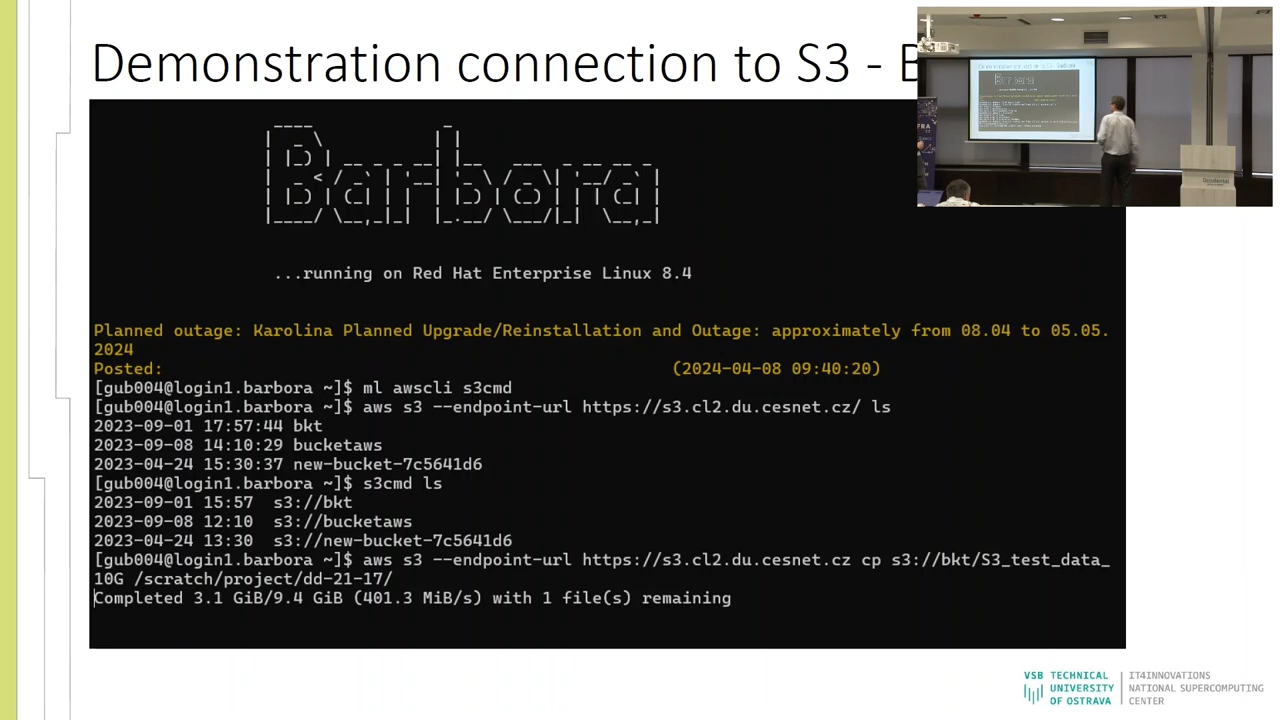 Demonstration connection to S3 -
Barbora
...running on Red Hat Enterprise Linux 8.4
Planned outage: Karolina Planned Upgrade/Reinstallation and Outage: approximately from 08.04 to 05.05.
2024
Posted: (2024-04-08 09:40:20)
[gub004@login1.barbora ~]$ ml awscli s3cmd
[gub004@login1.barbora ~]$ aws s3 --endpoint-url https://s3.cl2.du.cesnet.cz/ ls
2023-09-01 17:57:44 bkt
2023-09-08 14:10:29 bucketaws
2023-04-24 15:30:37 new-bucket-7c5641d6
[gub004@login1.barbora ~]$ s3cmd ls
2023-09-01 15:57 s3://bkt
2023-09-08 12:10 s3://bucketaws
2023-04-24 13:30 s3://new-bucket-7c5641d6
[gub004@login1.barbora ~]$ aws s3 --endpoint-url https://s3.cl2.du.cesnet.cz cp s3://bkt/S3_test_data_
10G /scratch/project/dd-21-17/
Completed 3.1 GiB/9.4 GiB (401.3 MiB/s) with 1 file(s) remaining
VSB TECHNICAL
UNIVERSITY
OF OSTRAVA
IT4INNOVATIONS
NATIONAL SUPERCOMPUTING
CENTER